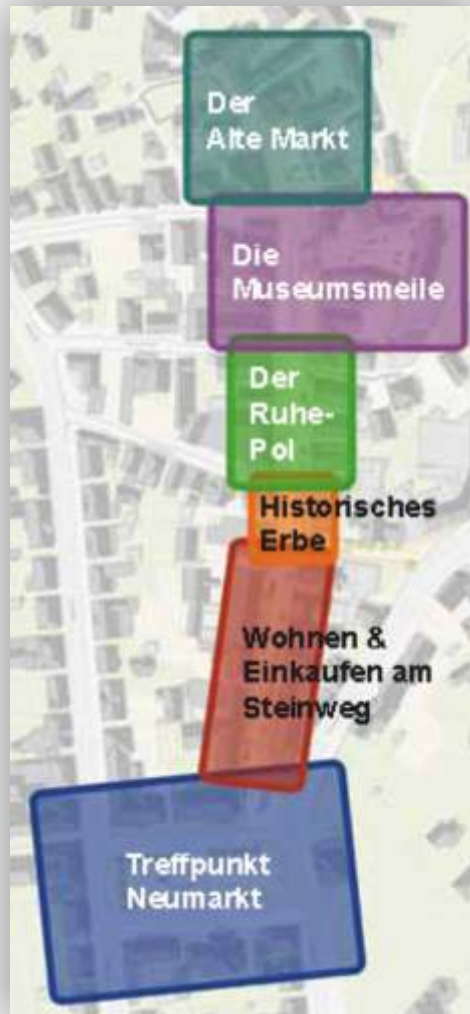 Der
Alte Markt
Die
Museumsmeile
Der
Ruhe-
Pol
Historisches
Erbe
Wohnen &
Einkaufen am
Steinweg
Treffpunkt
Neumarkt